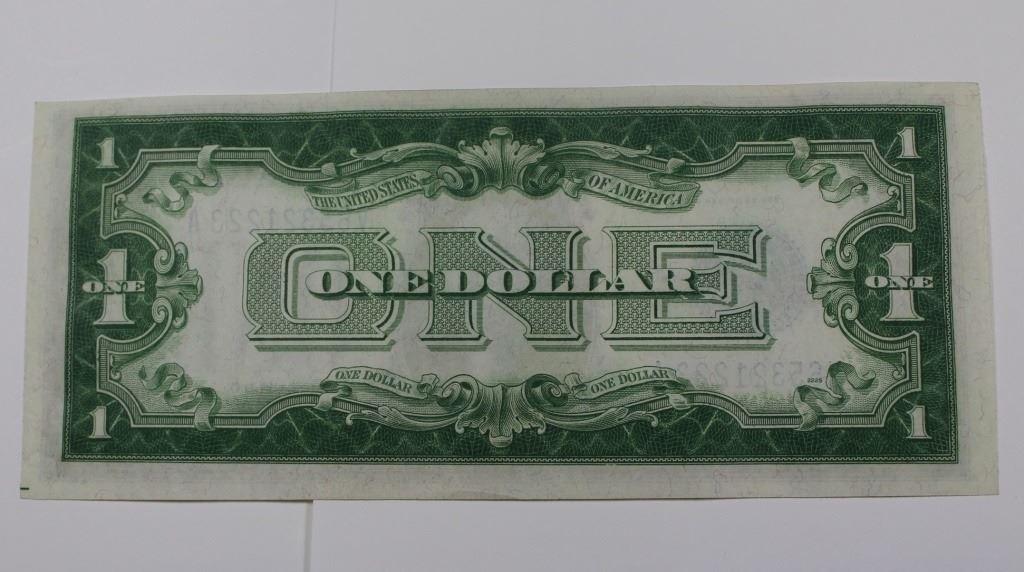 1 1
THE UNITED STATES OF AMERICA
ONE
1 ONE ONE DOLLAR 1 ONE
ONE DOLLAR ONE DOLLAR
1 1